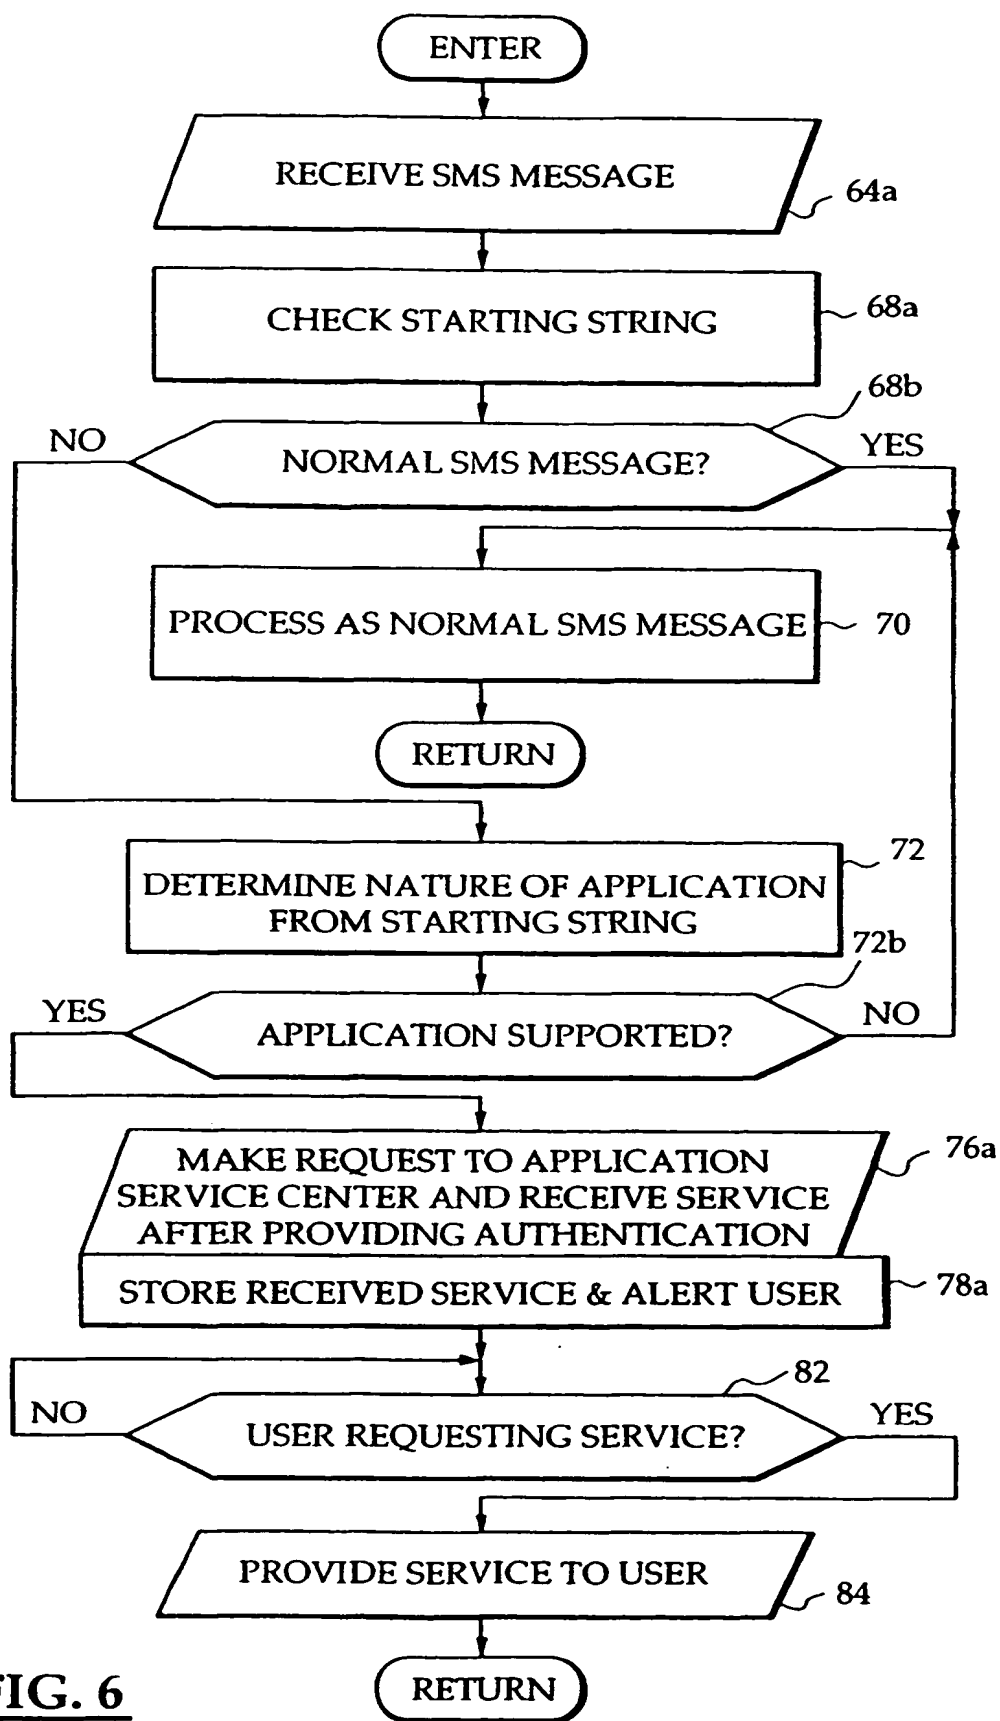 ENTER
RECEIVE SMS MESSAGE
64a
CHECK STARTING STRING
68a
68b
NO
NORMAL SMS MESSAGE?
YES
PROCESS AS NORMAL SMS MESSAGE
70
RETURN
72
DETERMINE NATURE OF APPLICATION
FROM STARTING STRING
72b
YES
APPLICATION SUPPORTED?
NO
MAKE REQUEST TO APPLICATION
SERVICE CENTER AND RECEIVE SERVICE
AFTER PROVIDING AUTHENTICATION
76a
STORE RECEIVED SERVICE & ALERT USER
78a
82
NO
USER REQUESTING SERVICE?
YES
PROVIDE SERVICE TO USER
84
RETURN
FIG. 6